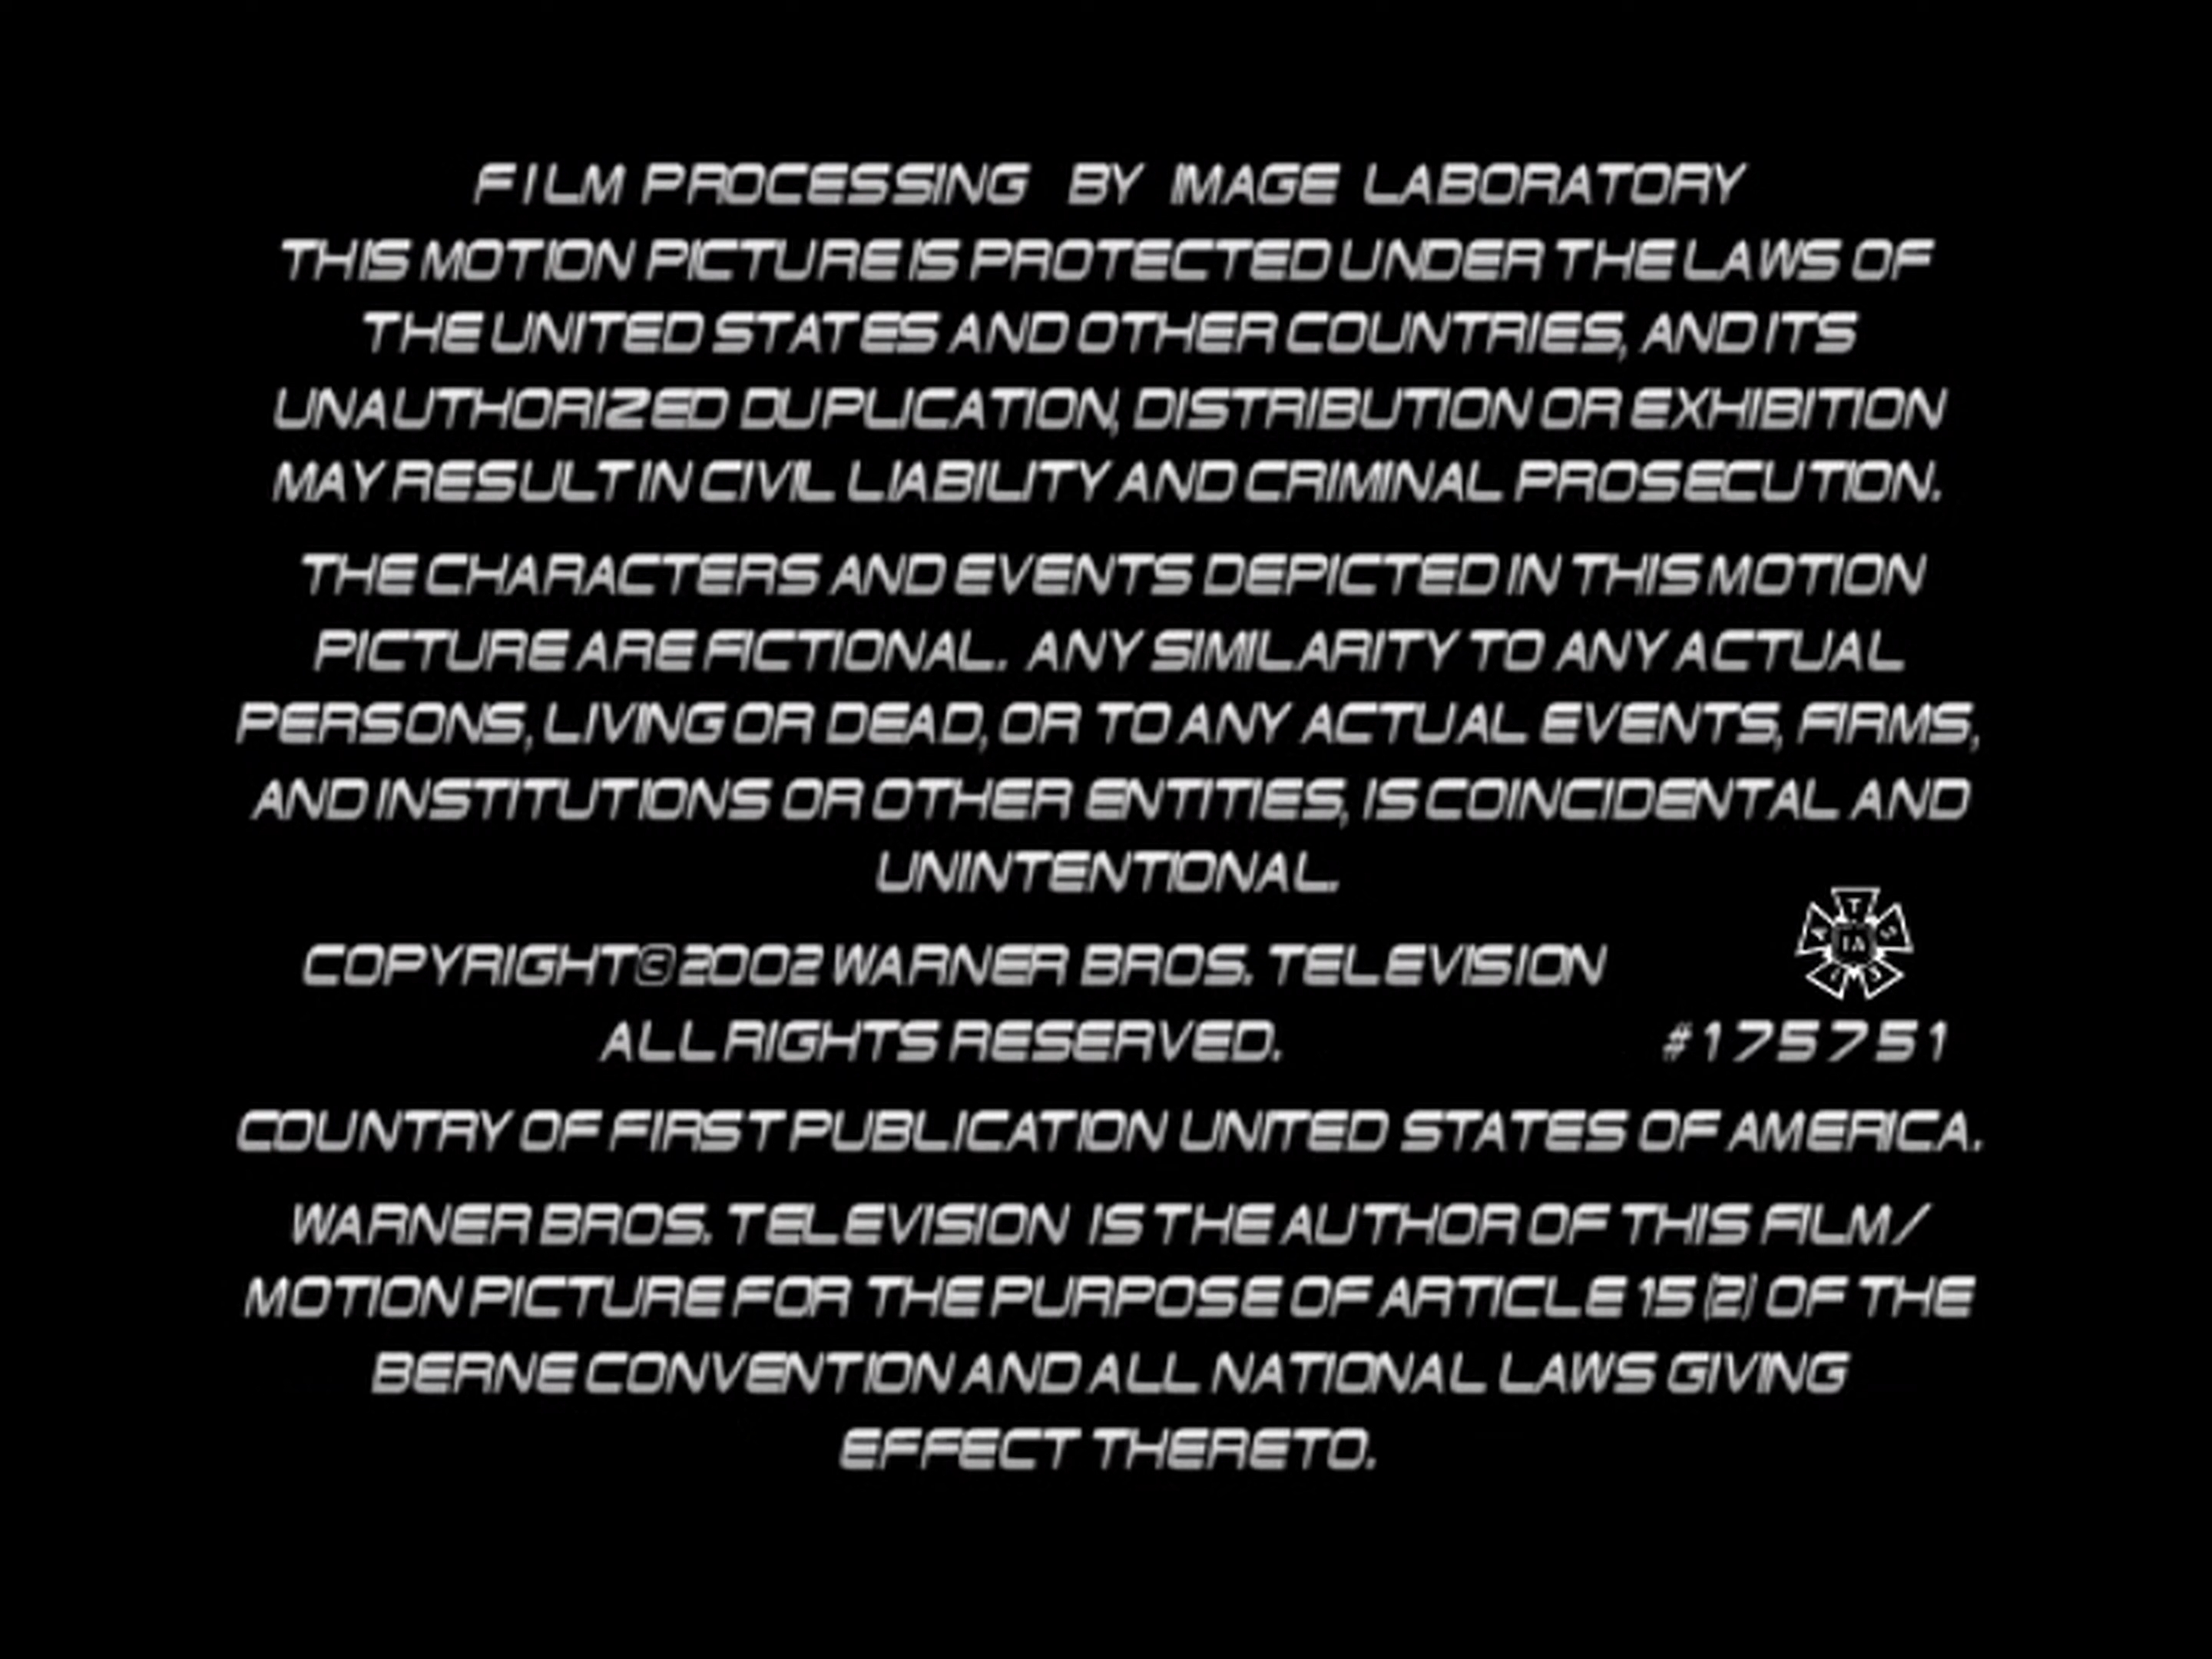 FILM PROCESSING BY IMAGE LABORATORY
THIS MOTION PICTURE IS PROTECTED UNDER THE LAWS OF
THE UNITED STATES AND OTHER COUNTRIES, AND ITS
UNAUTHORIZED DUPLICATION, DISTRIBUTION OR EXHIBITION
MAY RESULT IN CIVIL LIABILITY AND CRIMINAL PROSECUTION.
THE CHARACTERS AND EVENTS DEPICTED IN THIS MOTION
PICTURE ARE FICTIONAL. ANY SIMILARITY TO ANY ACTUAL
PERSONS, LIVING OR DEAD, OR TO ANY ACTUAL EVENTS, FIRMS,
AND INSTITUTIONS OR OTHER ENTITIES, IS COINCIDENTAL AND
UNINTENTIONAL.
COPYRIGHT © 2002 WARNER BROS. TELEVISION
ALL RIGHTS RESERVED.
#175751
COUNTRY OF FIRST PUBLICATION UNITED STATES OF AMERICA.
WARNER BROS. TELEVISION IS THE AUTHOR OF THIS FILM/
MOTION PICTURE FOR THE PURPOSE OF ARTICLE 15 (2) OF THE
BERNE CONVENTION AND ALL NATIONAL LAWS GIVING
EFFECT THERETO.